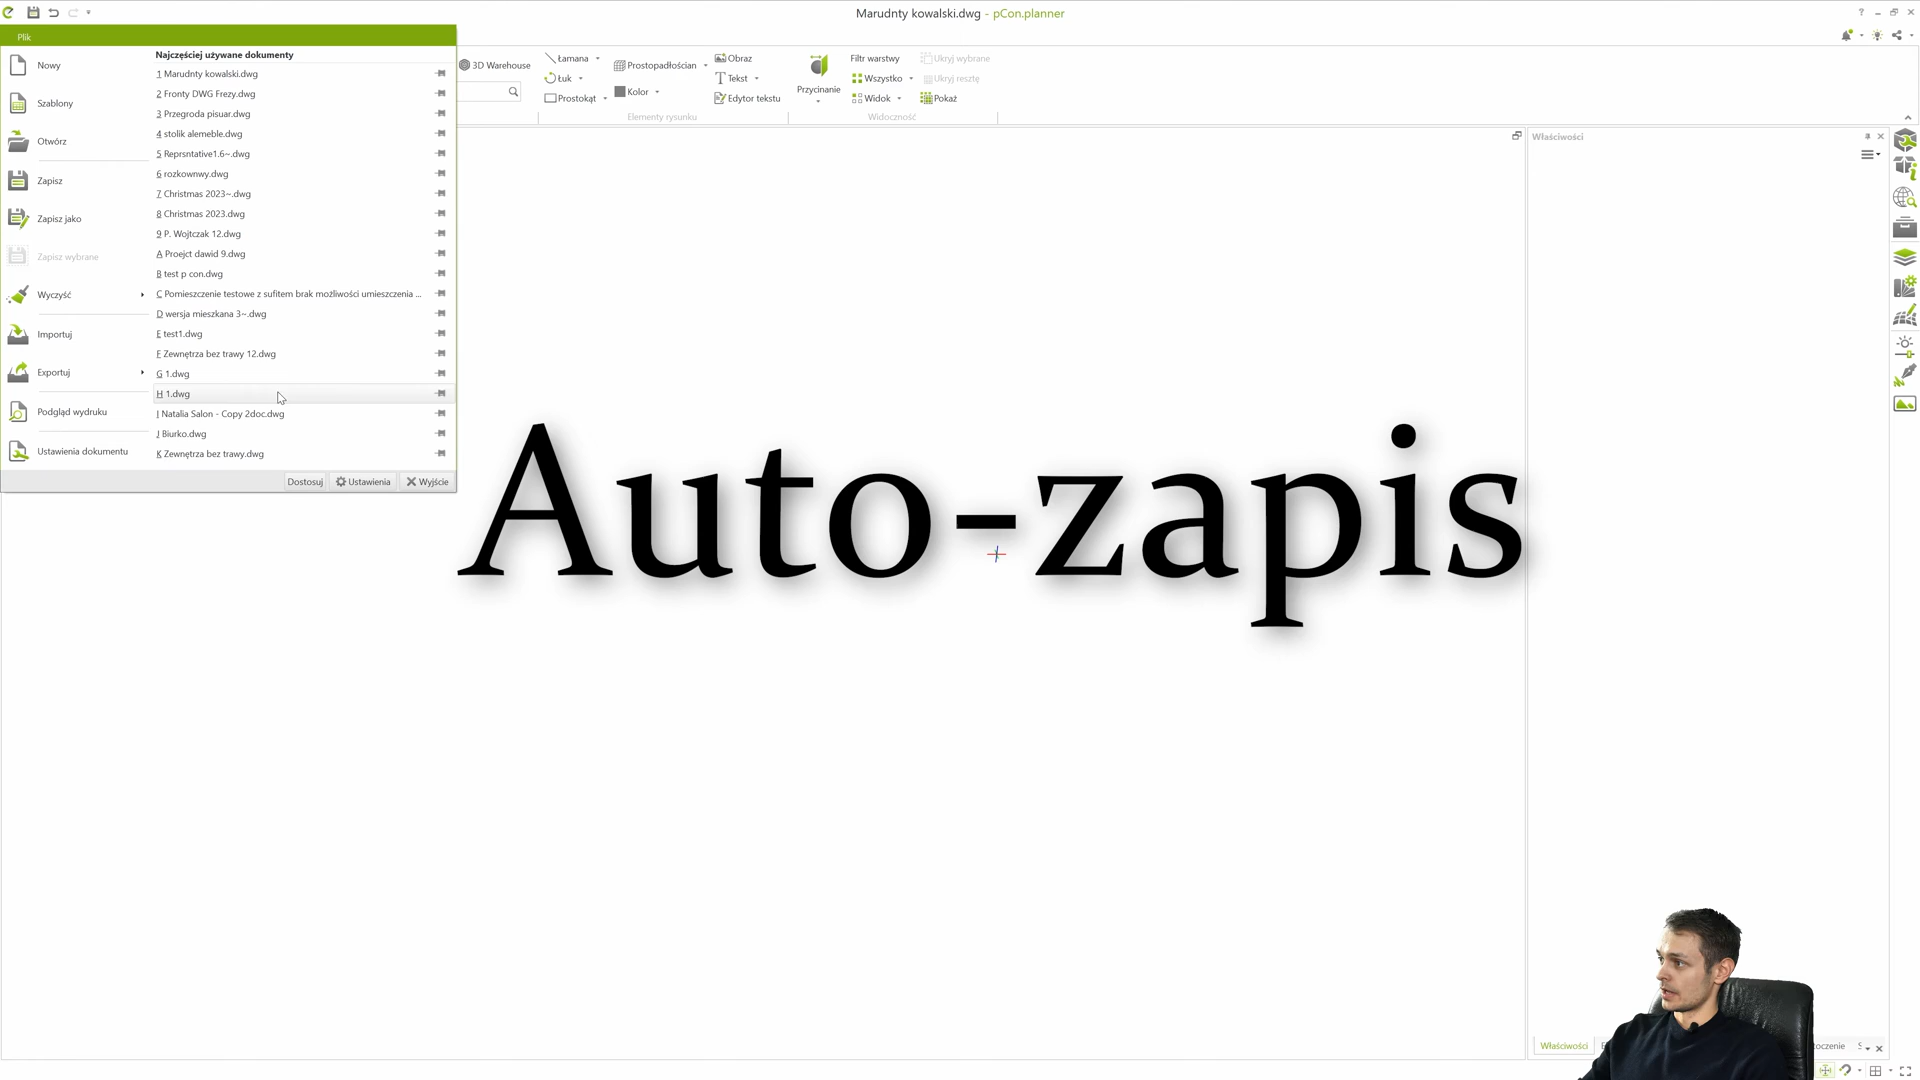 Marudnty kowalski.dwg - pCon.planner
Plik
Nowy
Szablony
Otwórz
Zapisz
Zapisz jako
Zapisz wybrane
Wyczyść
Importuj
Exportuj
Podgląd wydruku
Ustawienia dokumentu
Najczęściej używane dokumenty
1 Marudnty kowalski.dwg
2 Fronty DWG Frezy.dwg
3 Przegroda pisuar.dwg
4 stolik alemeble.dwg
5 Reprsntative1.6~.dwg
6 rozkownwy.dwg
7 Christmas 2023~.dwg
8 Christmas 2023.dwg
9 P. Wojtczak 12.dwg
A Proejct dawid 9.dwg
B test p con.dwg
C Pomieszczenie testowe z sufitem brak możliwości umieszczenia ...
D wersja mieszkana 3~.dwg
E test1.dwg
F Zewnętrza bez trawy 12.dwg
G 1.dwg
H 1.dwg
I Natalia Salon - Copy 2doc.dwg
J Biurko.dwg
K Zewnętrza bez trawy.dwg
Dostosuj Ustawienia Wyjście
3D Warehouse
Łamana
Łuk
Prostokąt
Prostopadłościan
Kolor
Obraz
Tekst
Edytor tekstu
Elementy rysunku
Przycinanie
Filtr warstwy
Wszystko
Widok
Ukryj wybrane
Ukryj resztę
Pokaż
Widoczność
Właściwości
Auto-zapis
Właściwości
oczenie